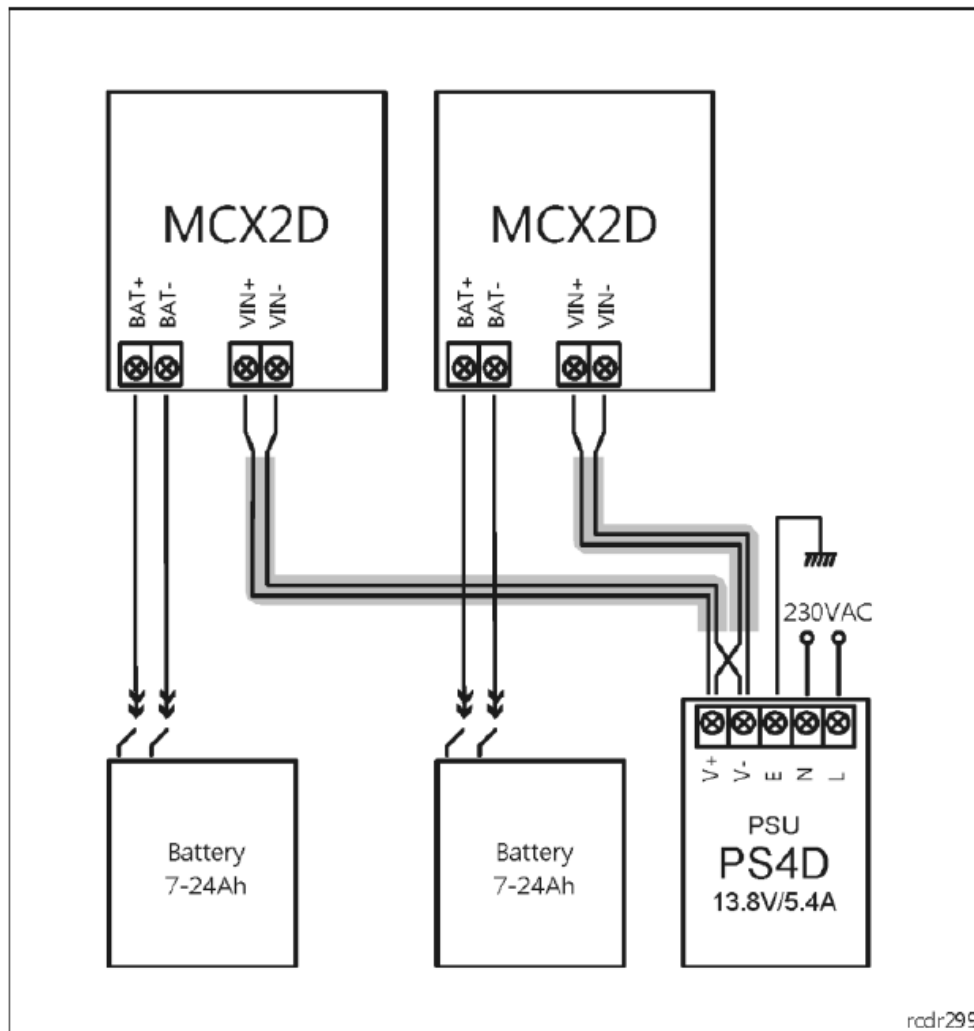 MCX2D
BAT+
BAT-
VIN+
VIN-
MCX2D
BAT+
BAT-
VIN+
VIN-
230VAC
V+
V-
E
N
L
PSU
PS4D
13.8V/5.4A
Battery
7-24Ah
Battery
7-24Ah
rcdr299